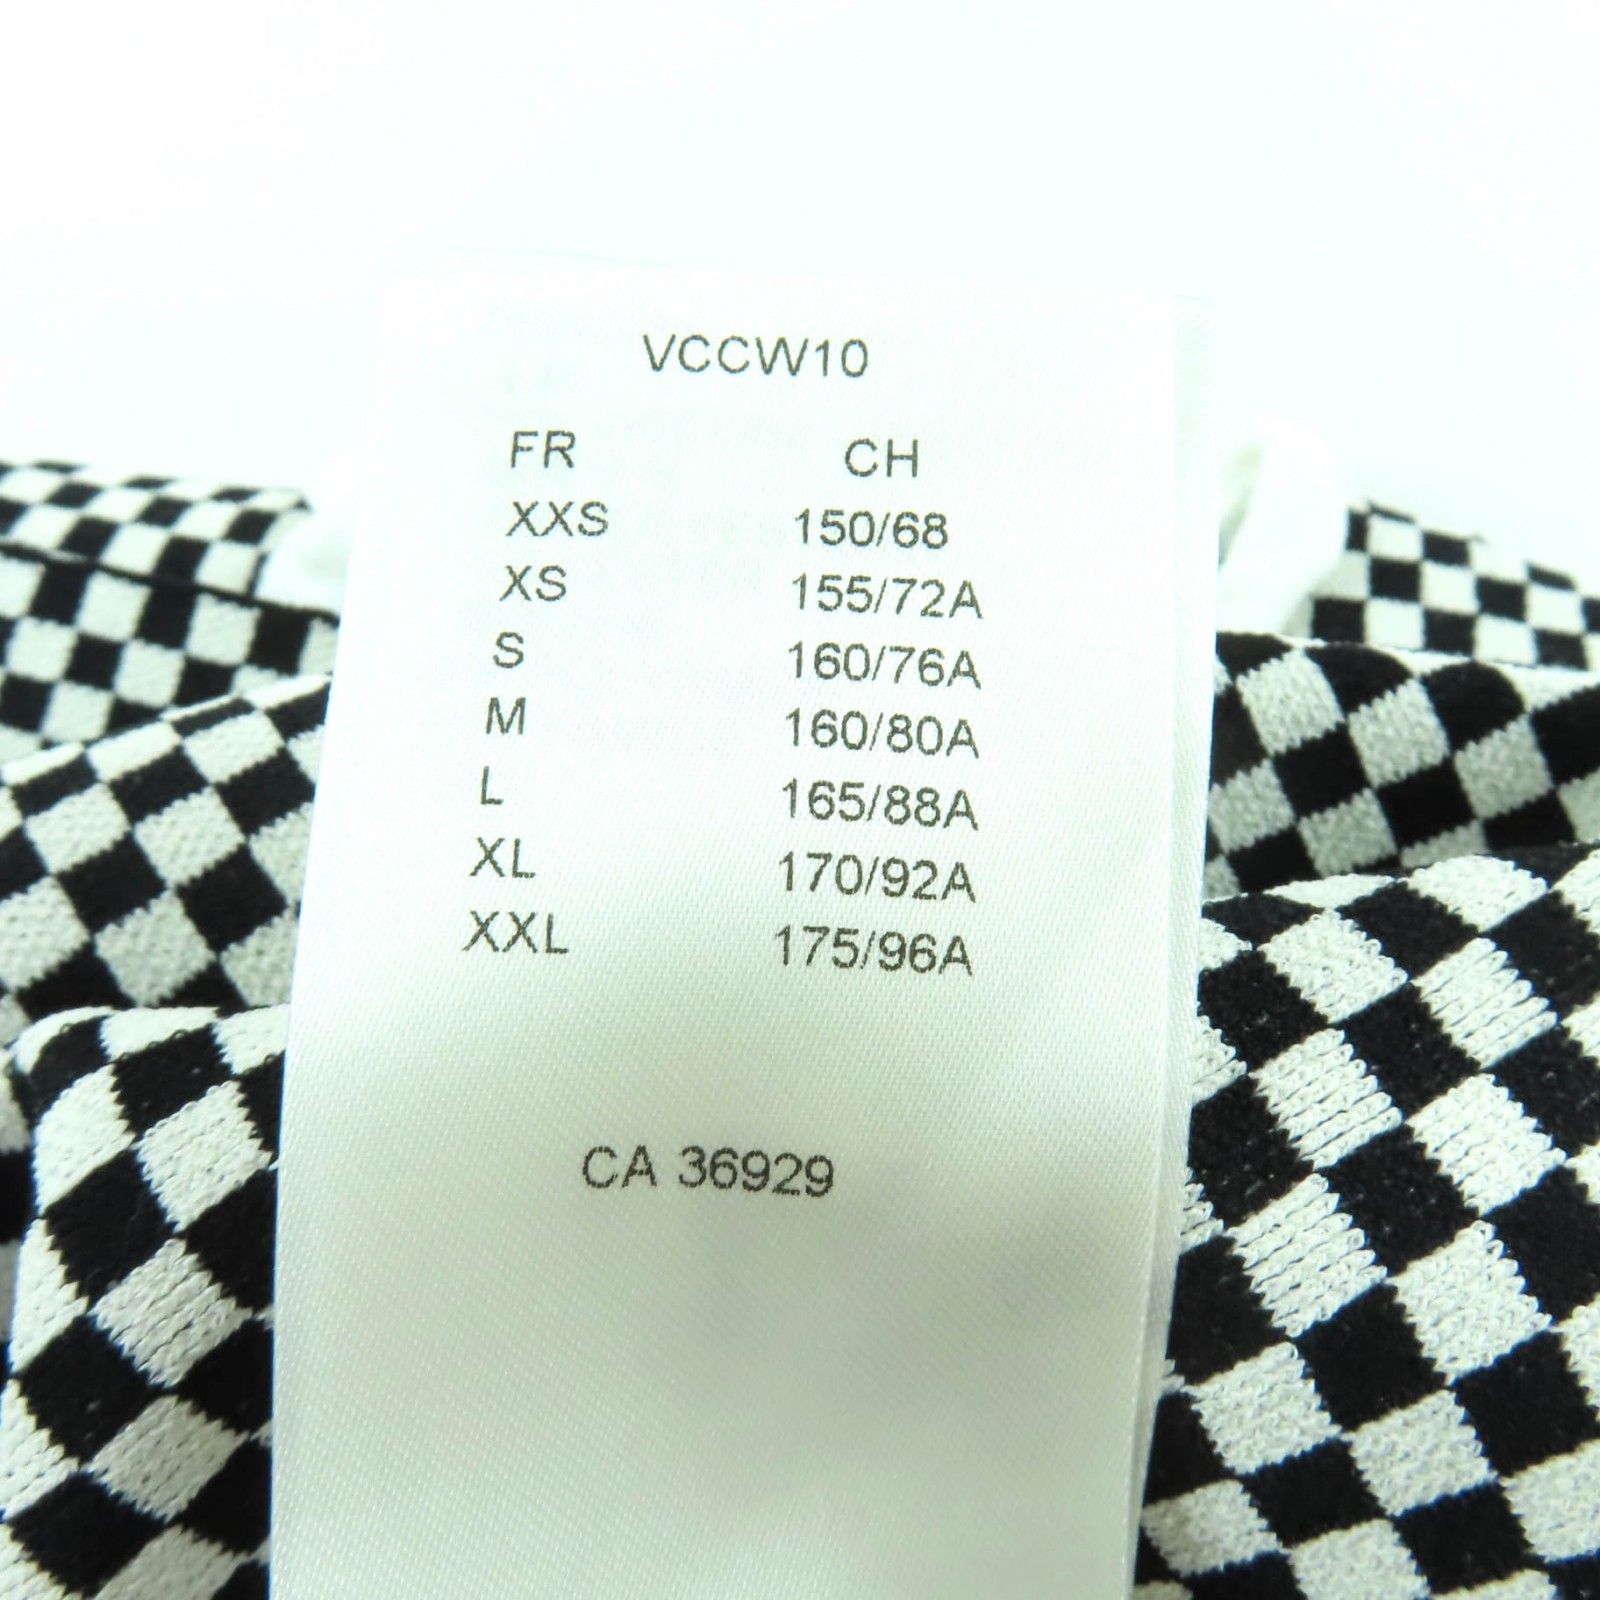 VCCW10
FR CH
XXS 150/68
XS 155/72A
S 160/76A
M 160/80A
L 165/88A
XL 170/92A
XXL 175/96A
CA 36929